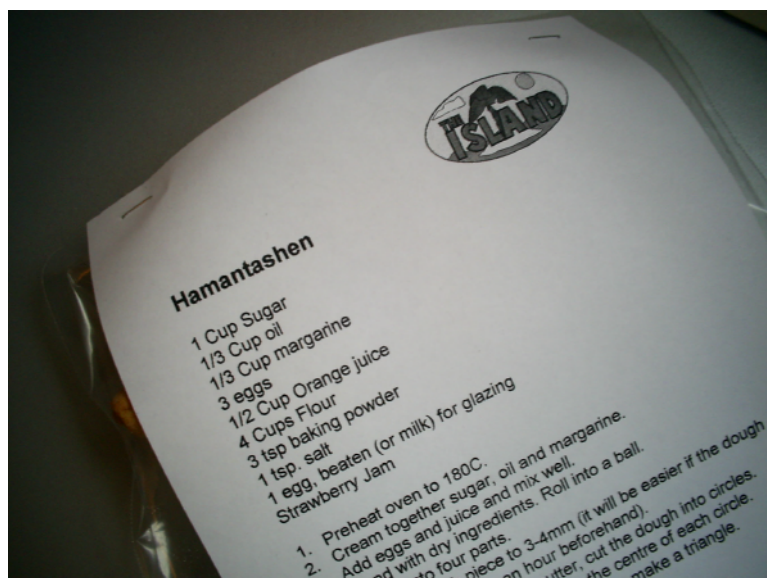 THE
ISLAND
Hamantashen
1 Cup Sugar
1/3 Cup oil
1/3 Cup margarine
3 eggs
1/2 Cup Orange juice
4 Cups Flour
3 tsp baking powder
1 tsp. salt
1 egg, beaten (or milk) for glazing
Strawberry Jam
1. Preheat oven to 180C.
2. Cream together sugar, oil and margarine.
Add eggs and juice and mix well.
with dry ingredients. Roll into a ball.
into four parts.
piece to 3-4mm (it will be easier if the dough
an hour beforehand).
cut the dough into circles.
the centre of each circle.
make a triangle.